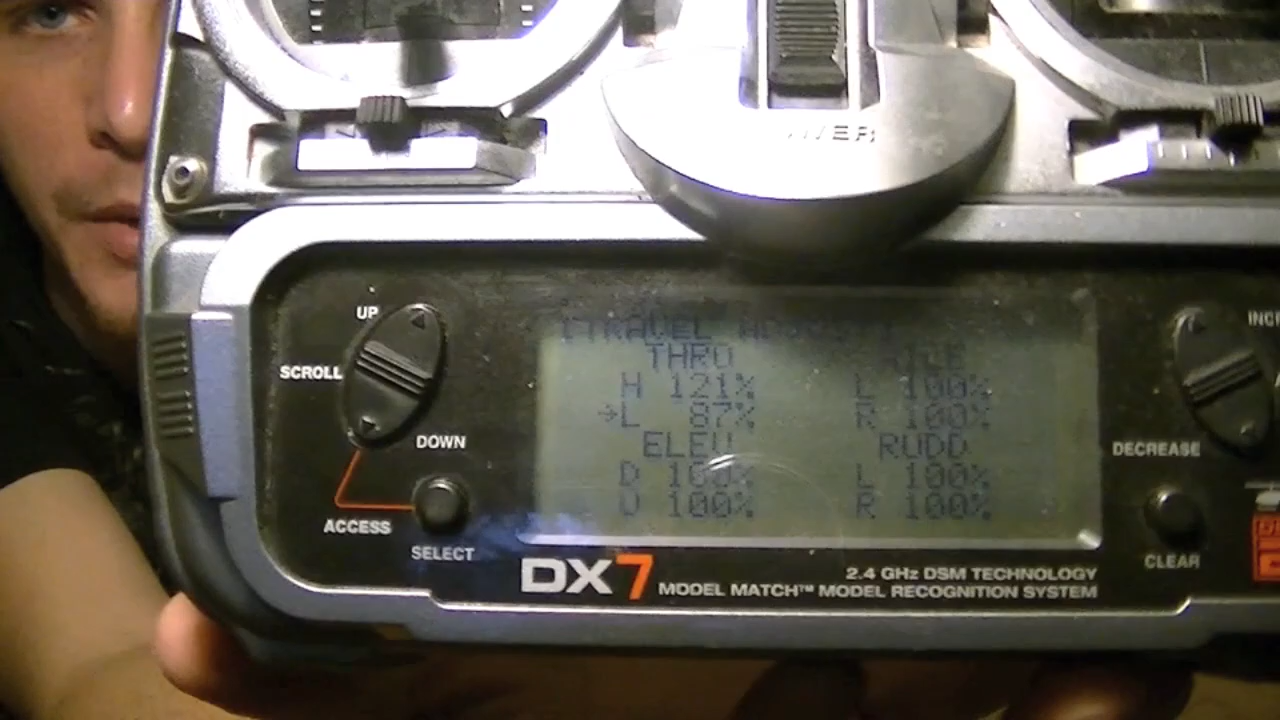 UP
SCROLL
DOWN
ACCESS
SELECT
TRAVEL
THRO
H 121% L 100%
→L 87% R 100%
ELEV RUDD
D 100% L 100%
U 100% R 100%
DECREASE
CLEAR
DX7
2.4 GHz DSM TECHNOLOGY
MODEL MATCH™ MODEL RECOGNITION SYSTEM